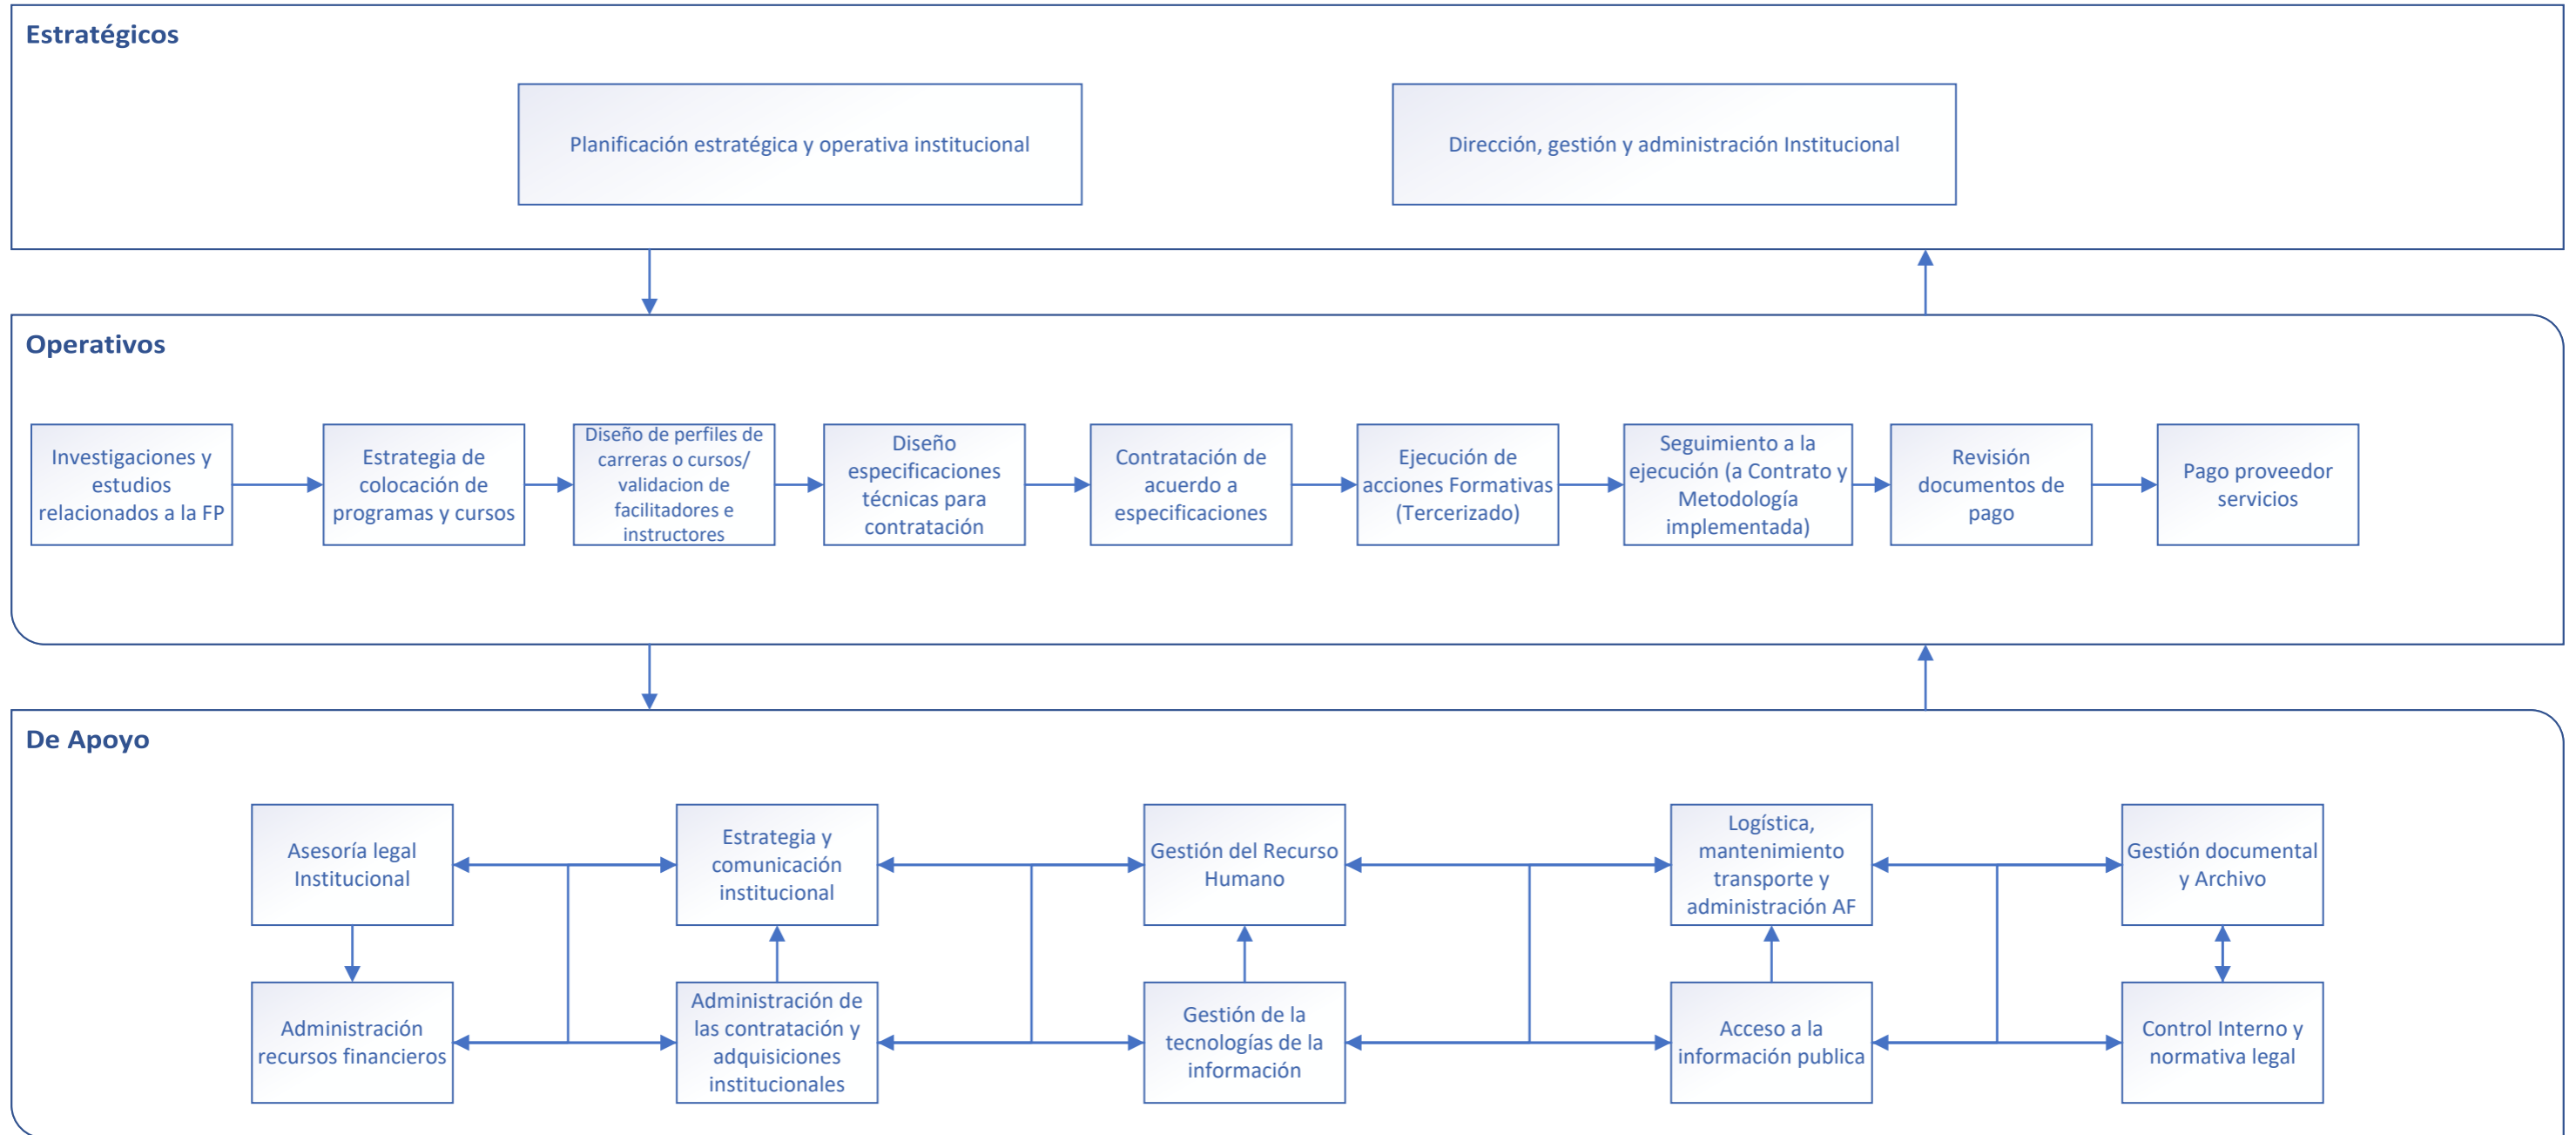 Estratégicos
Planificación estratégica y operativa institucional
Dirección, gestión y administración Institucional
Operativos
Investigaciones y
estudios
relacionados a la FP
Estrategia de
colocación de
programas y cursos
Diseño de perfiles de
carreras o cursos/
validacion de
facilitadores e
instructores
Diseño
especificaciones
técnicas para
contratación
Contratación de
acuerdo a
especificaciones
Ejecución de
acciones Formativas
(Tercerizado)
Seguimiento a la
ejecución (a Contrato y
Metodología
implementada)
Revisión
documentos de
pago
Pago proveedor
servicios
De Apoyo
Asesoría legal
Institucional
Estrategia y
comunicación
institucional
Gestión del Recurso
Humano
Logística,
mantenimiento
transporte y
administración AF
Gestión documental
y Archivo
Administración
recursos financieros
Administración de
las contratación y
adquisiciones
institucionales
Gestión de la
tecnologías de la
información
Acceso a la
información publica
Control Interno y
normativa legal